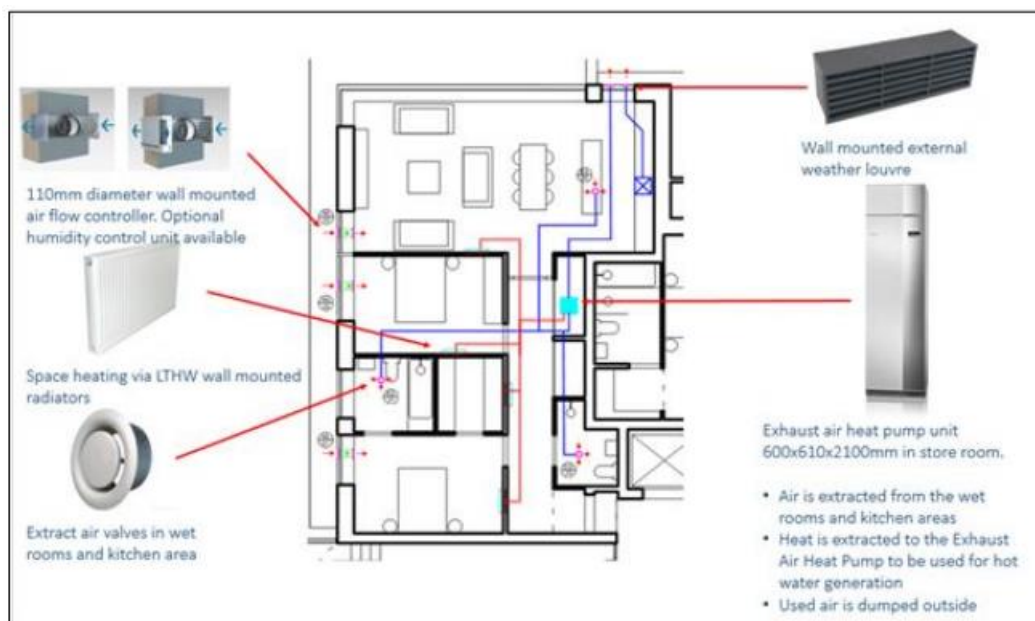 110mm diameter wall mounted
air flow controller. Optional
humidity control unit available
Space heating via LTHW wall mounted
radiators
Extract air valves in wet
rooms and kitchen area
Wall mounted external
weather louvre
Exhaust air heat pump unit
600x610x2100mm in store room.
• Air is extracted from the wet
rooms and kitchen areas
• Heat is extracted to the Exhaust
Air Heat Pump to be used for hot
water generation
• Used air is dumped outside